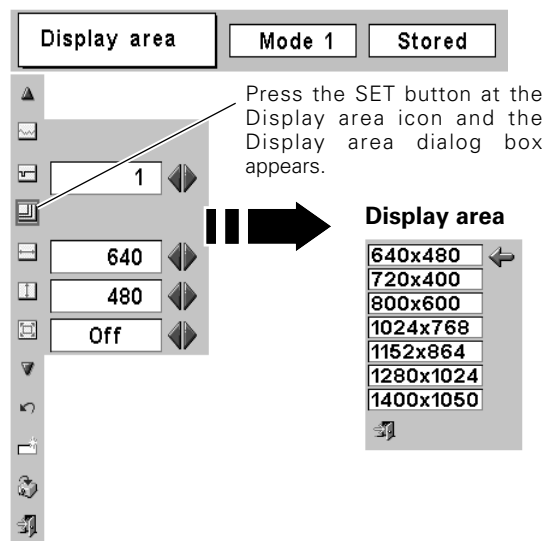 Display area
Mode 1
Stored
Press the SET button at the
Display area icon and the
Display area dialog box
appears.
1
640
480
Off
Display area
640x480
720x400
800x600
1024x768
1152x864
1280x1024
1400x1050